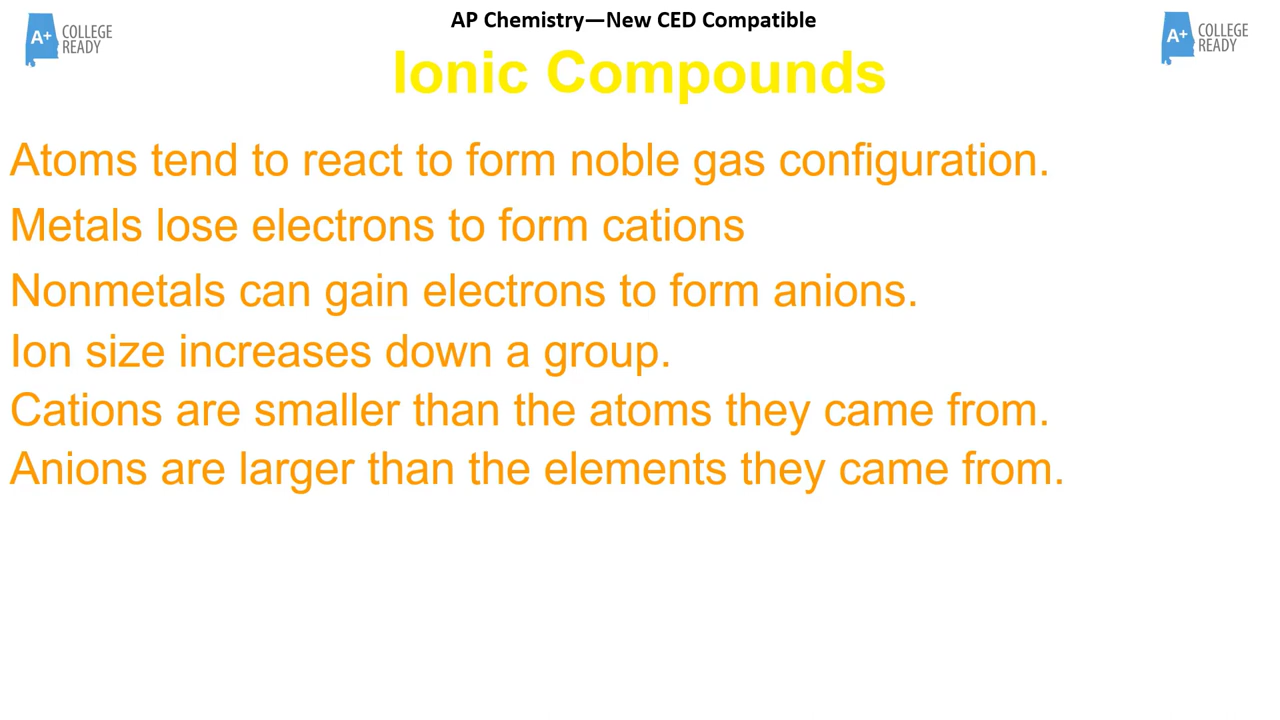 AP Chemistry—New CED Compatible
A+ COLLEGE READY
A+ COLLEGE READY
Ionic Compounds
Atoms tend to react to form noble gas configuration.
Metals lose electrons to form cations
Nonmetals can gain electrons to form anions.
Ion size increases down a group.
Cations are smaller than the atoms they came from.
Anions are larger than the elements they came from.